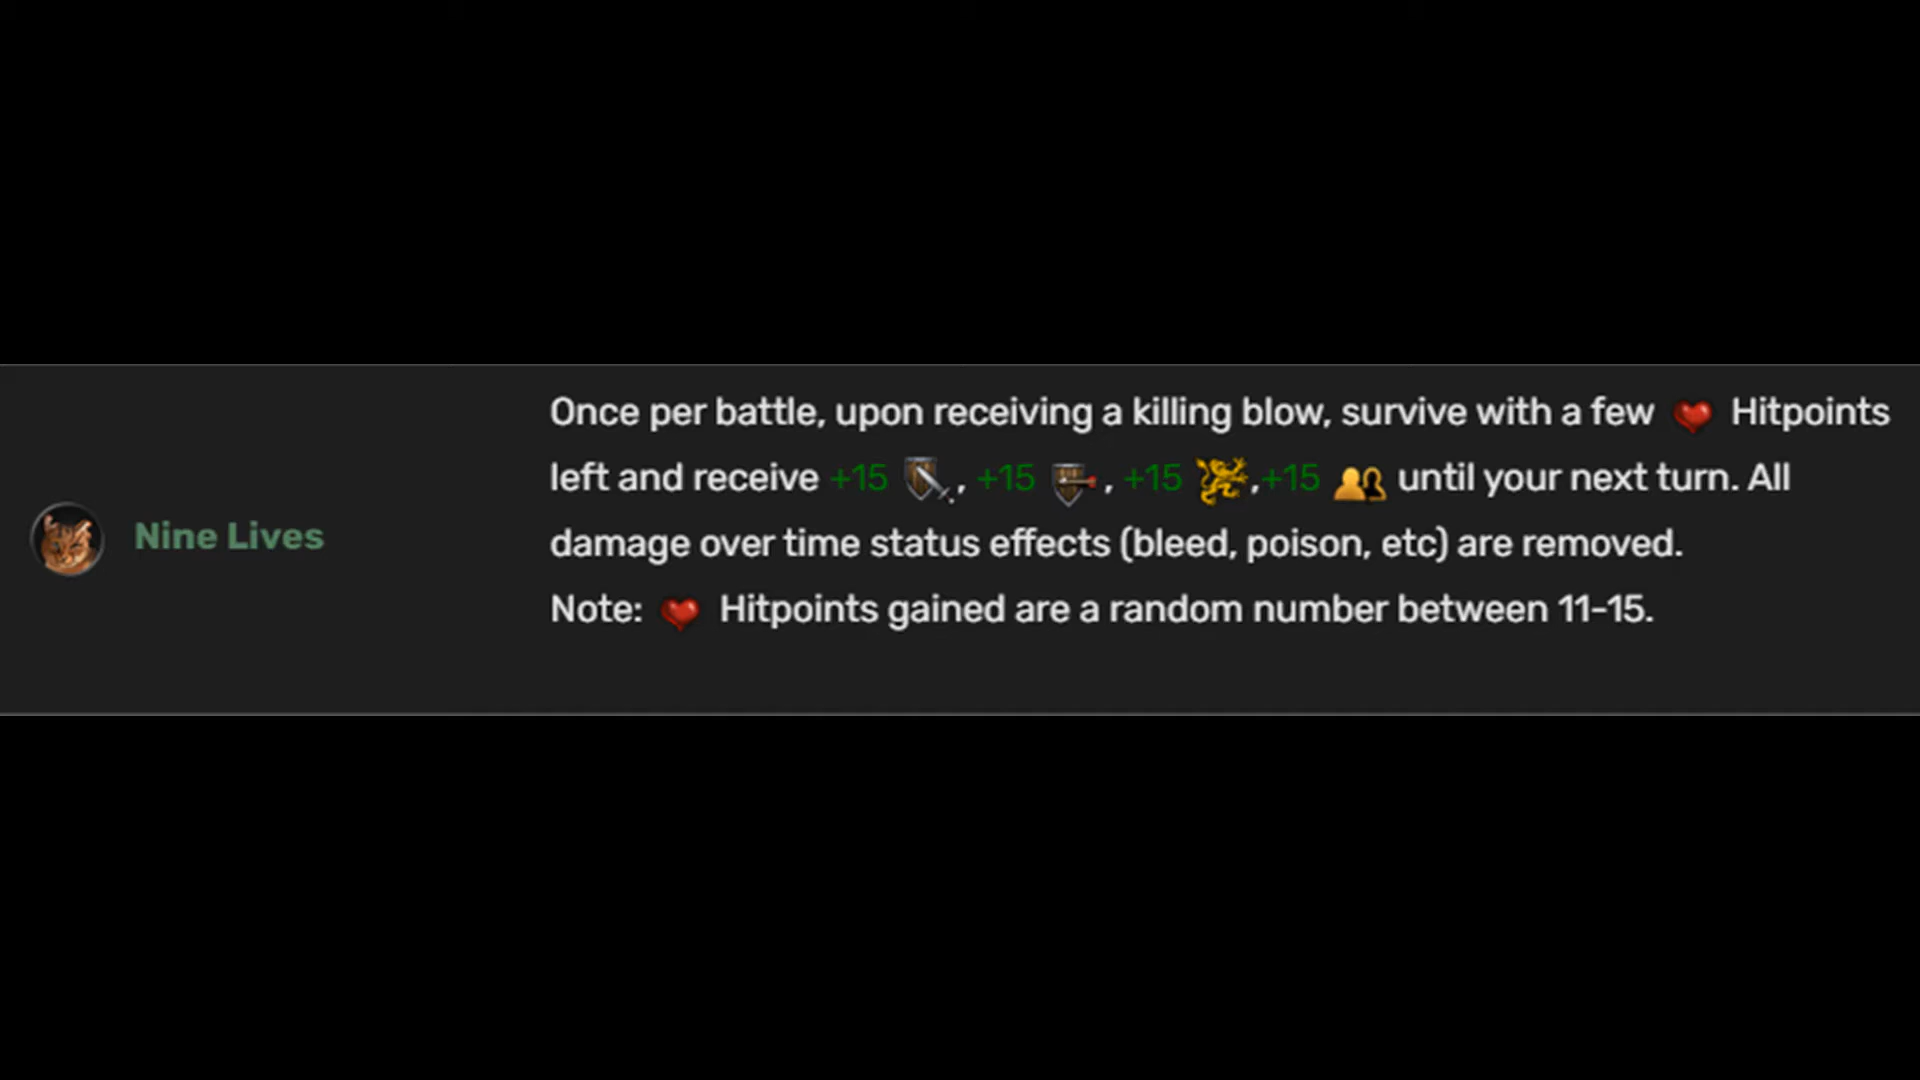 Once per battle, upon receiving a killing blow, survive with a few Hitpoints
left and receive +15, +15, +15,+15 until your next turn. All
Nine Lives
damage over time status effects (bleed, poison, etc) are removed.
Note: Hitpoints gained are a random number between 11-15.